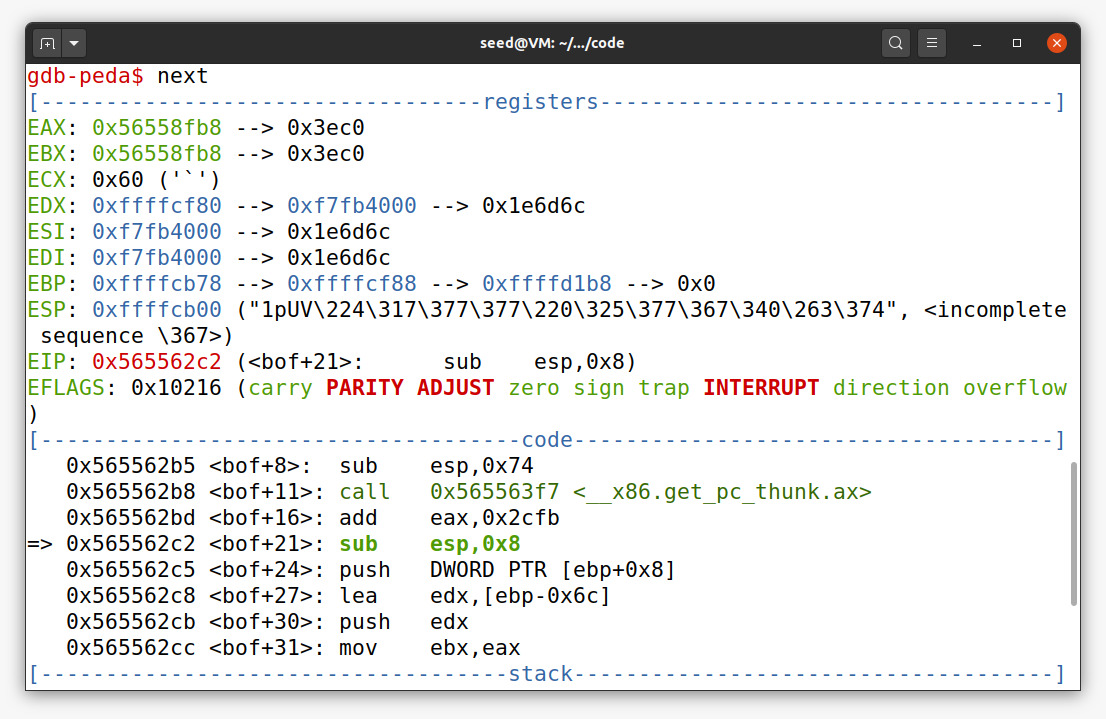 seed@VM: ~/.../code
gdb-peda$ next
[----------------------------------registers-----------------------------------]
EAX: 0x56558fb8 --> 0x3ec0
EBX: 0x56558fb8 --> 0x3ec0
ECX: 0x60 ('`')
EDX: 0xffffcf80 --> 0xf7fb4000 --> 0x1e6d6c
ESI: 0xf7fb4000 --> 0x1e6d6c
EDI: 0xf7fb4000 --> 0x1e6d6c
EBP: 0xffffcb78 --> 0xffffcf88 --> 0xffffd1b8 --> 0x0
ESP: 0xffffcb00 ("1pUV\224\317\377\377\220\325\377\367\340\263\374", <incomplete
 sequence \367>)
EIP: 0x565562c2 (<bof+21>:      sub    esp,0x8)
EFLAGS: 0x10216 (carry PARITY ADJUST zero sign trap INTERRUPT direction overflow
)
[-------------------------------------code-------------------------------------]
   0x565562b5 <bof+8>:  sub    esp,0x74
   0x565562b8 <bof+11>: call   0x565563f7 <__x86.get_pc_thunk.ax>
   0x565562bd <bof+16>: add    eax,0x2cfb
=> 0x565562c2 <bof+21>: sub    esp,0x8
   0x565562c5 <bof+24>: push   DWORD PTR [ebp+0x8]
   0x565562c8 <bof+27>: lea    edx,[ebp-0x6c]
   0x565562cb <bof+30>: push   edx
   0x565562cc <bof+31>: mov    ebx,eax
[------------------------------------stack-------------------------------------]